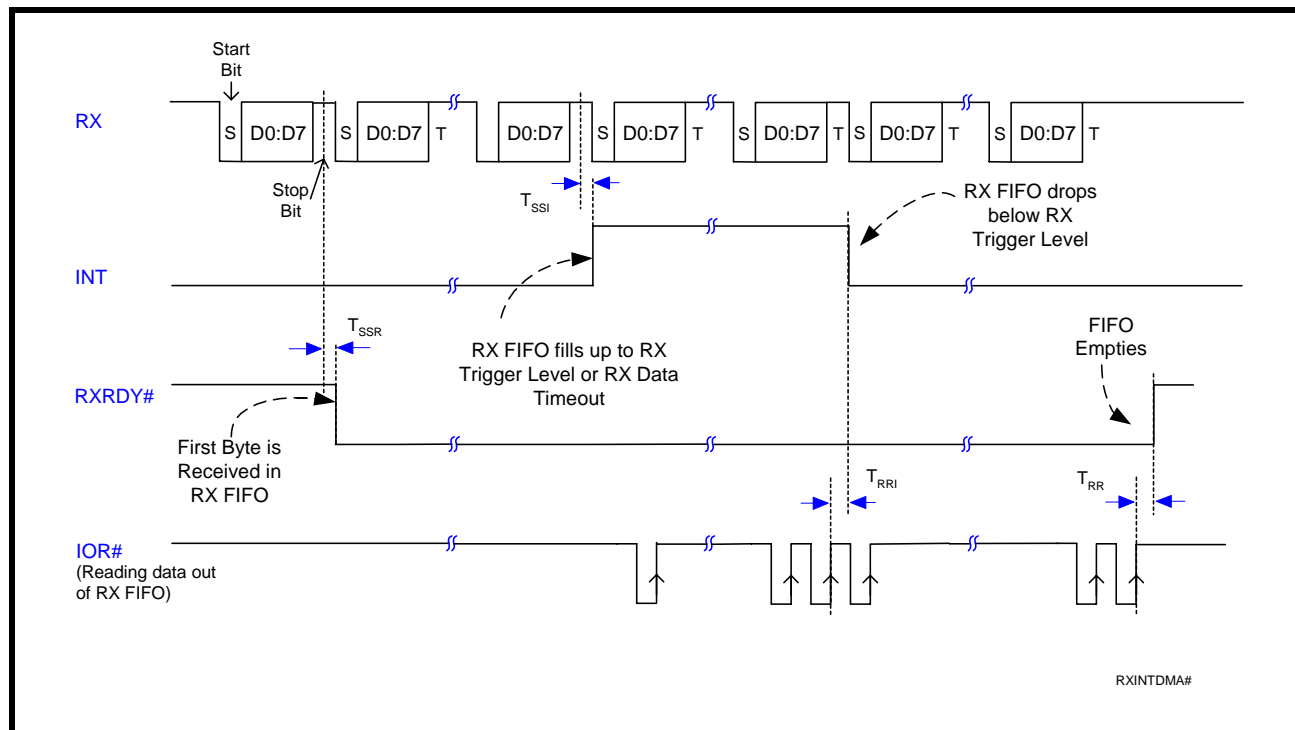 Start
Bit
RX
S D0:D7 S D0:D7 T D0:D7 S D0:D7 T S D0:D7 T S D0:D7 T S D0:D7 T
Stop
Bit
TSSI
RX FIFO drops
below RX
Trigger Level
INT
TSSR
RX FIFO fills up to RX
Trigger Level or RX Data
Timeout
FIFO
Empties
RXRDY#
First Byte is
Received in
RX FIFO
TRRI
TRR
IOR#
(Reading data out
of RX FIFO)
RXINTDMA#